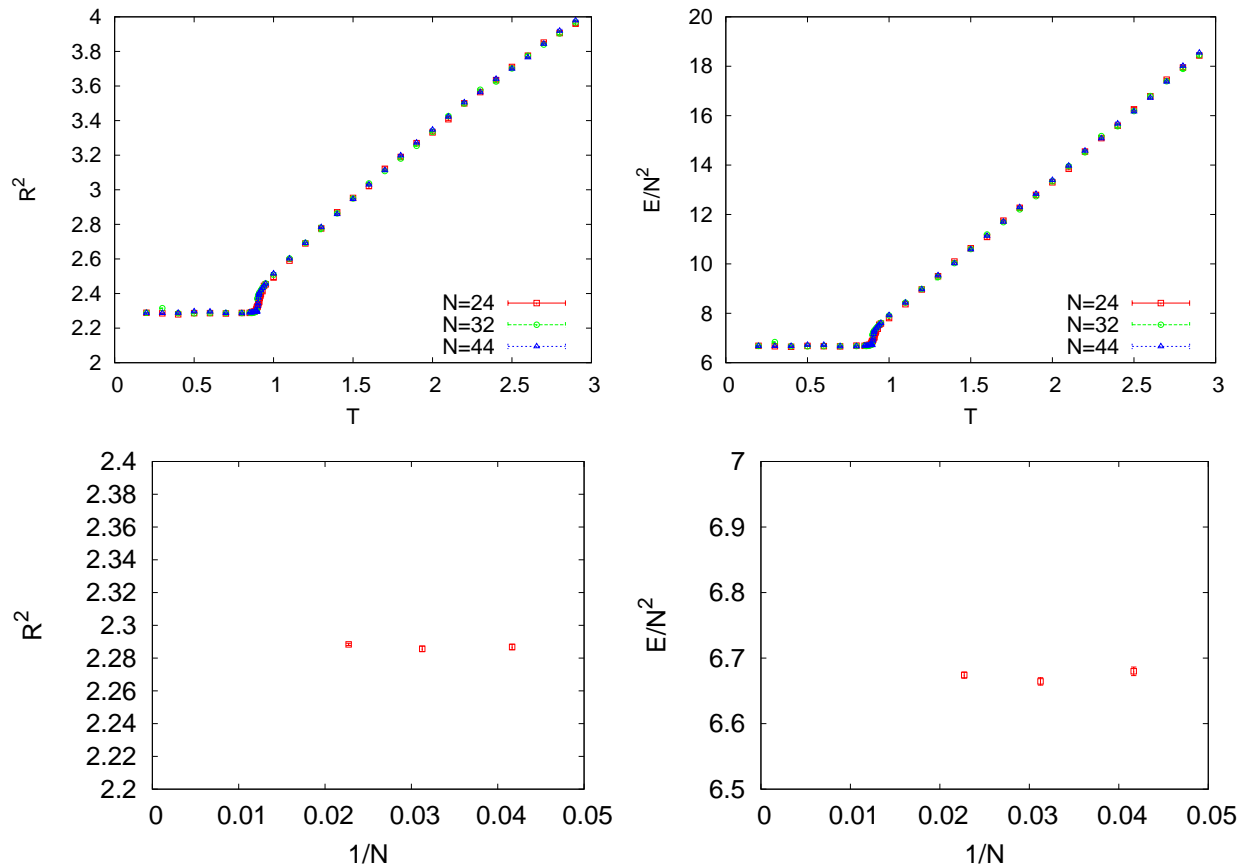 4
3.8
3.6
3.4
3.2
3
2.8
2.6
2.4
2.2
2
R²
0 0.5 1 1.5 2 2.5 3
T
N=24
N=32
N=44
20
18
16
14
12
10
8
6
E/N²
0 0.5 1 1.5 2 2.5 3
T
N=24
N=32
N=44
2.4
2.38
2.36
2.34
2.32
2.3
2.28
2.26
2.24
2.22
2.2
R²
0 0.01 0.02 0.03 0.04 0.05
1/N
7
6.9
6.8
6.7
6.6
6.5
E/N²
0 0.01 0.02 0.03 0.04 0.05
1/N